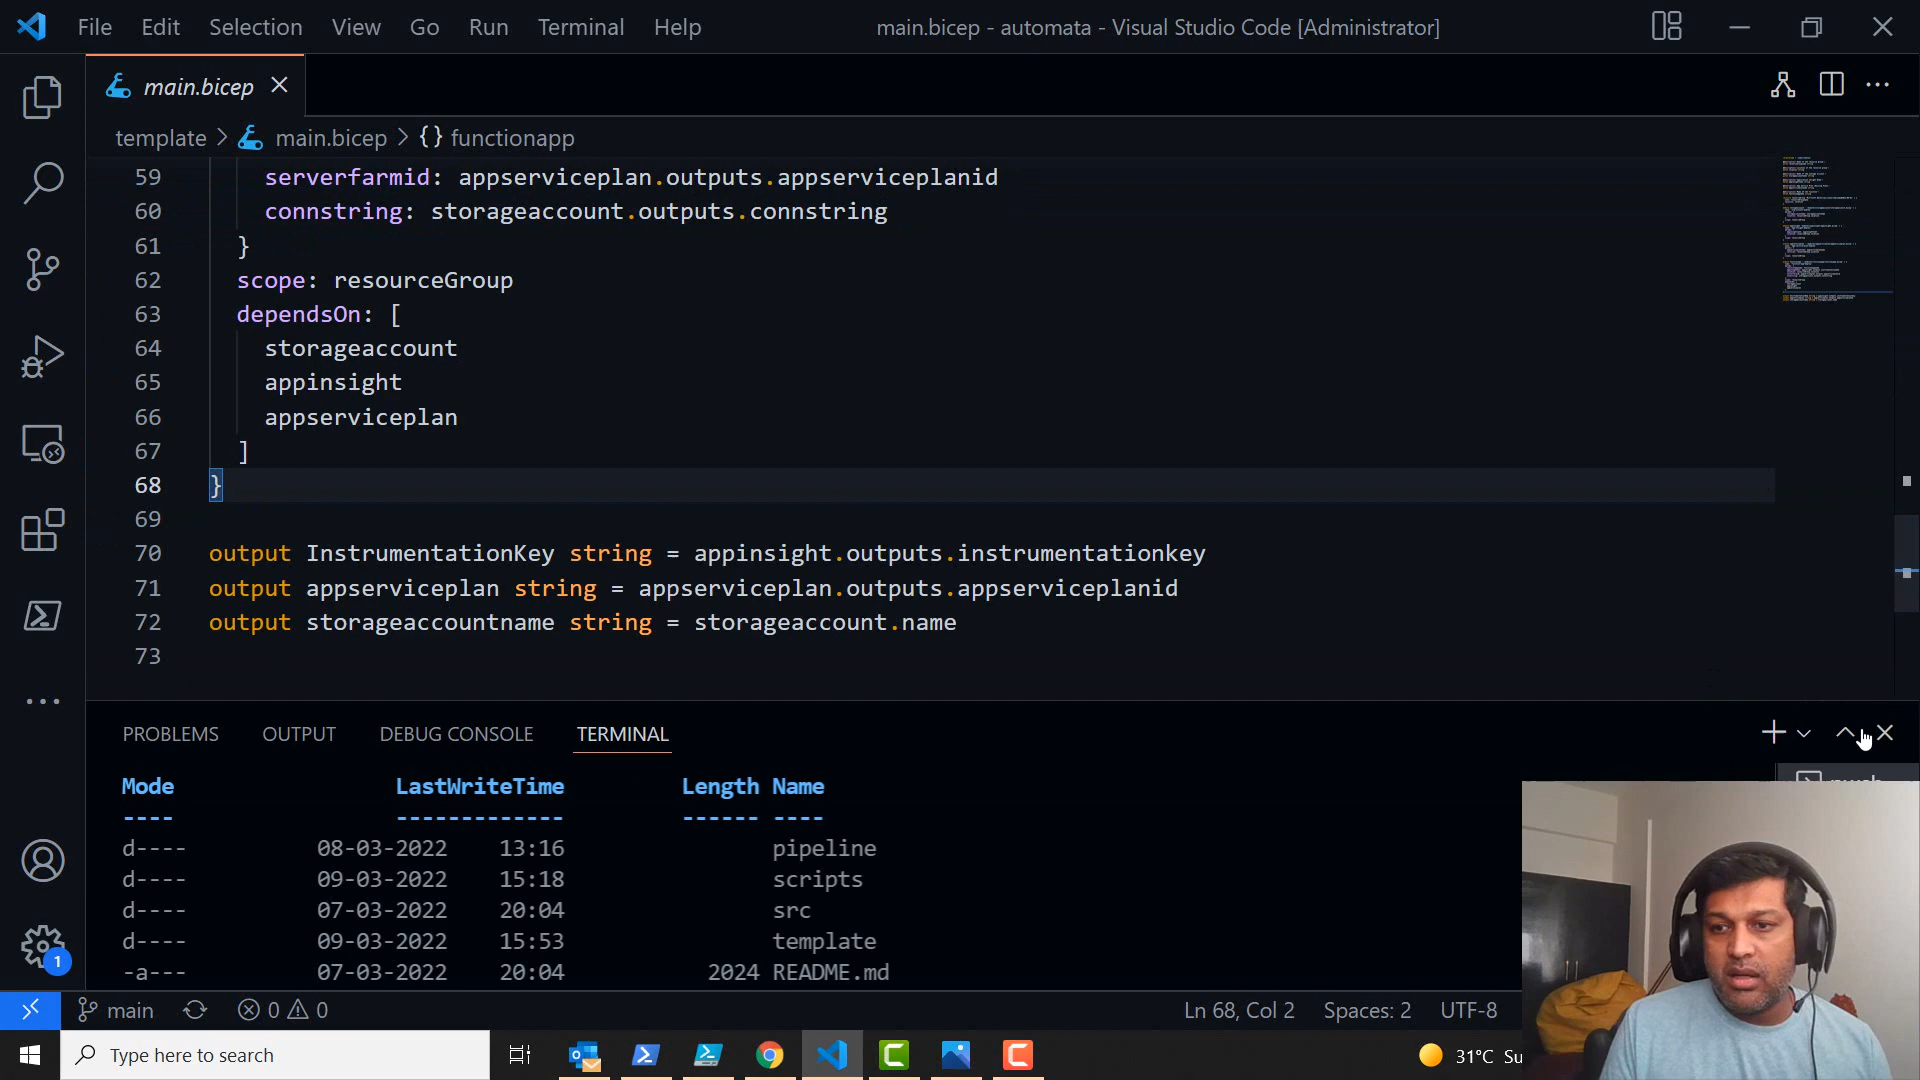 File Edit Selection View Go Run Terminal Help main.bicep - automata - Visual Studio Code [Administrator]
main.bicep
template > main.bicep > {} functionapp
59 serverfarmid: appserviceplan.outputs.appserviceplanid
60 connstring: storageaccount.outputs.connstring
61 }
62 scope: resourceGroup
63 dependsOn: [
64 storageaccount
65 appinsight
66 appserviceplan
67 ]
68 }
69
70 output InstrumentationKey string = appinsight.outputs.instrumentationkey
71 output appserviceplan string = appserviceplan.outputs.appserviceplanid
72 output storageaccountname string = storageaccount.name
73
PROBLEMS OUTPUT DEBUG CONSOLE TERMINAL
Mode LastWriteTime Length Name
---- ------------- ------ ----
d---- 08-03-2022 13:16 pipeline
d---- 09-03-2022 15:18 scripts
d---- 07-03-2022 20:04 src
d---- 09-03-2022 15:53 template
-a--- 07-03-2022 20:04 2024 README.md
1
main 0 0 Ln 68, Col 2 Spaces: 2 UTF-8
Type here to search 31°C Su